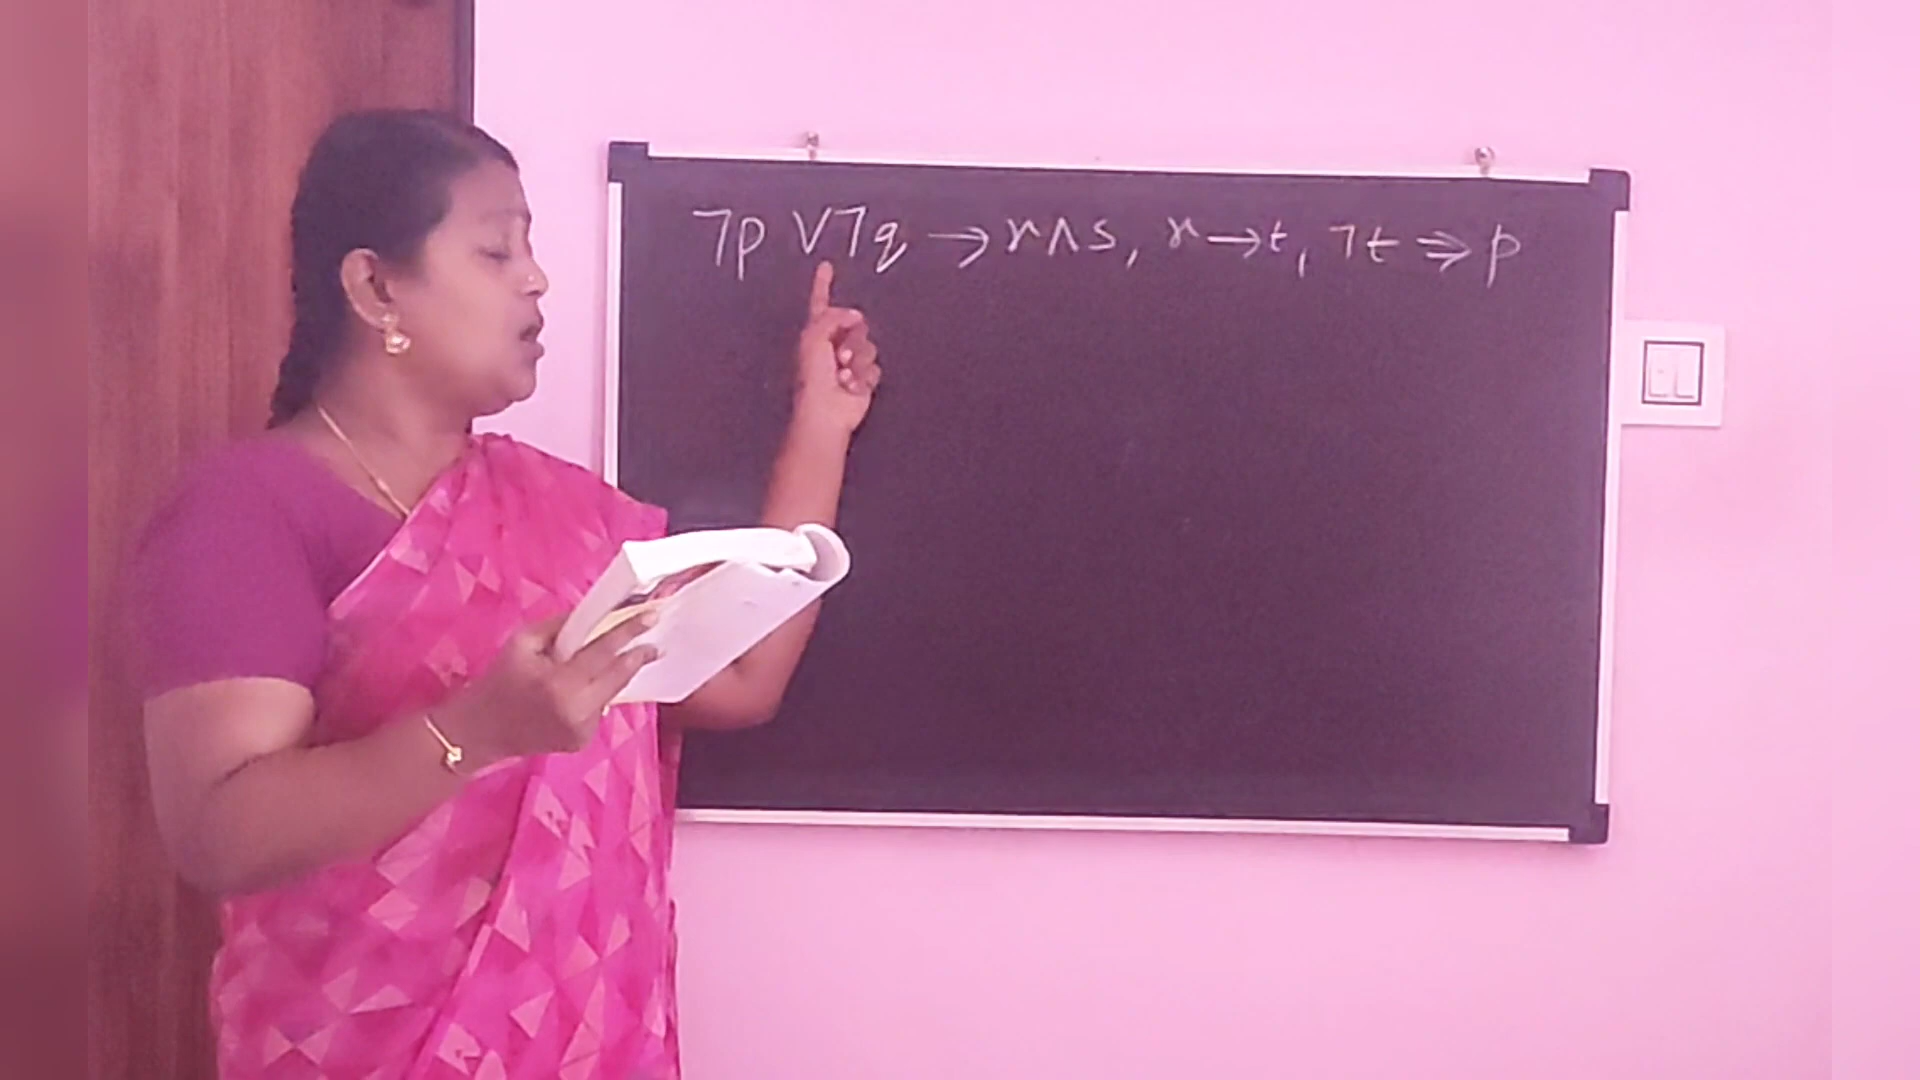 ¬p ∨ ¬q → r ∧ s, r → t, ¬t ⇒ p